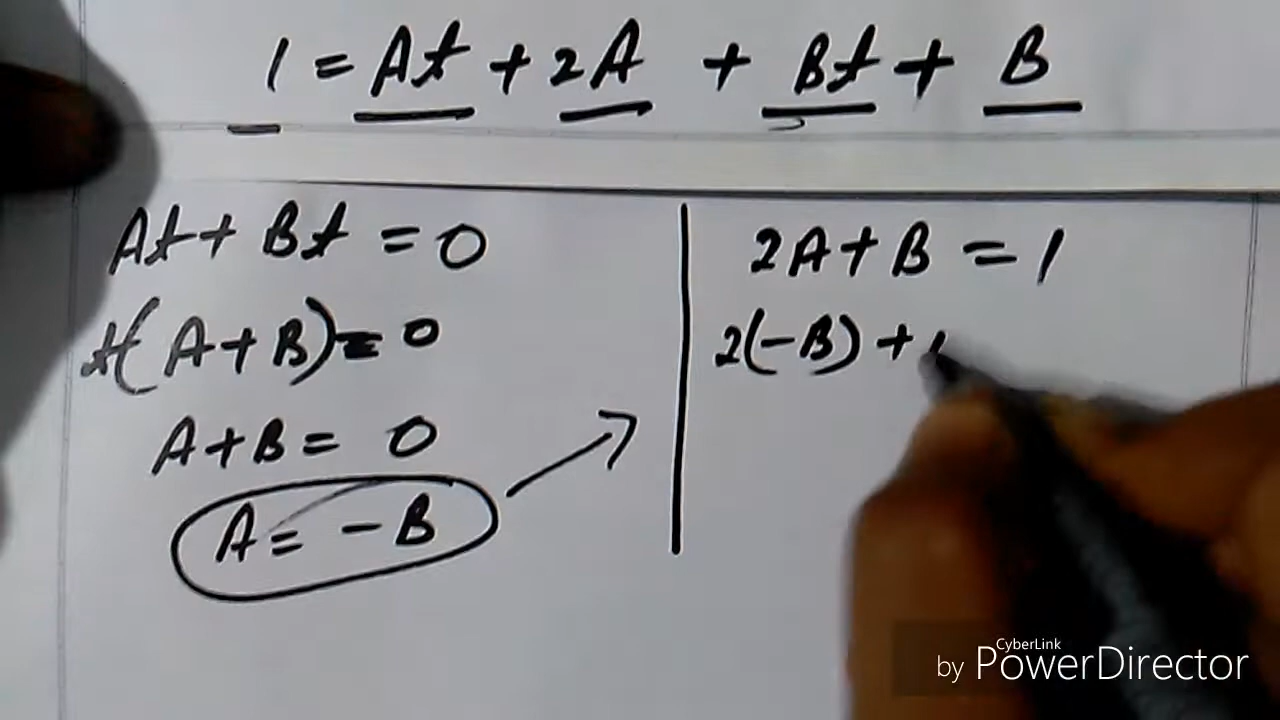 1 = At + 2A + Bt + B
At + Bt = 0
t(A+B) = 0
A+B = 0
A = -B
2A + B = 1
2(-B) +
CyberLink
by PowerDirector